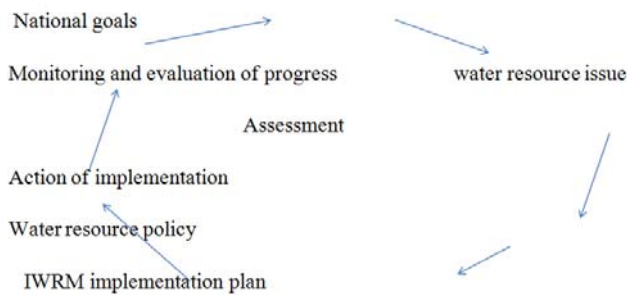 National goals
Monitoring and evaluation of progress water resource issue
Assessment
Action of implementation
Water resource policy
IWRM implementation plan